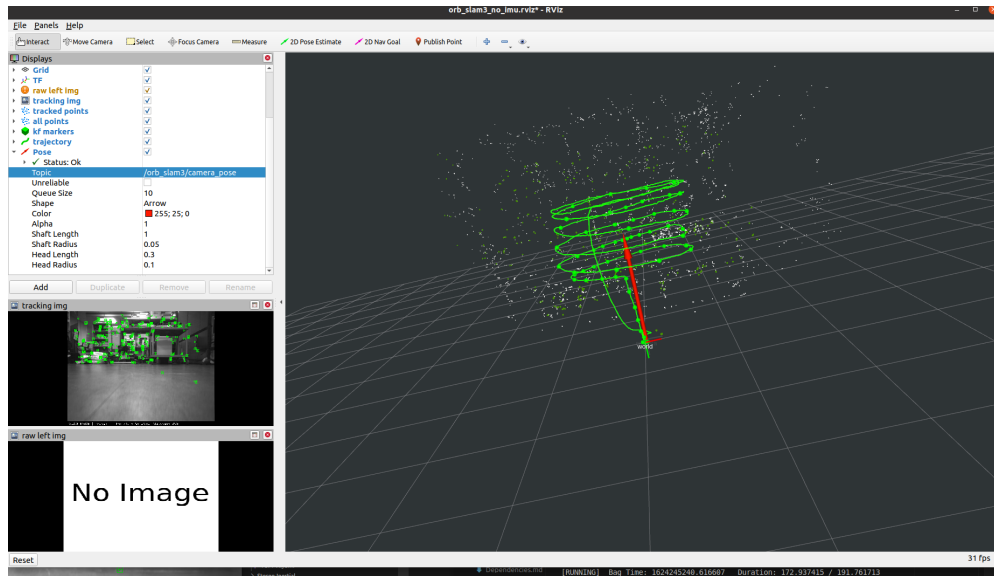 orb_slam3_no_imu.rviz* - RViz
File Panels Help
Interact Move Camera Select Focus Camera Measure 2D Pose Estimate 2D Nav Goal Publish Point
Displays
Grid
TF
raw left img
tracking img
tracked points
all points
kf markers
trajectory
Pose
Status: Ok
Topic /orb_slam3/camera_pose
Unreliable
Queue Size 10
Shape Arrow
Color 255; 25; 0
Alpha 1
Shaft Length 1
Shaft Radius 0.05
Head Length 0.3
Head Radius 0.1
Add Duplicate Remove Rename
tracking img
raw left img
No Image
world
Reset
31 fps
Dependencies.md
[RUNNING] Bag Time: 1624245240.616607 Duration: 172.937415 / 191.761713